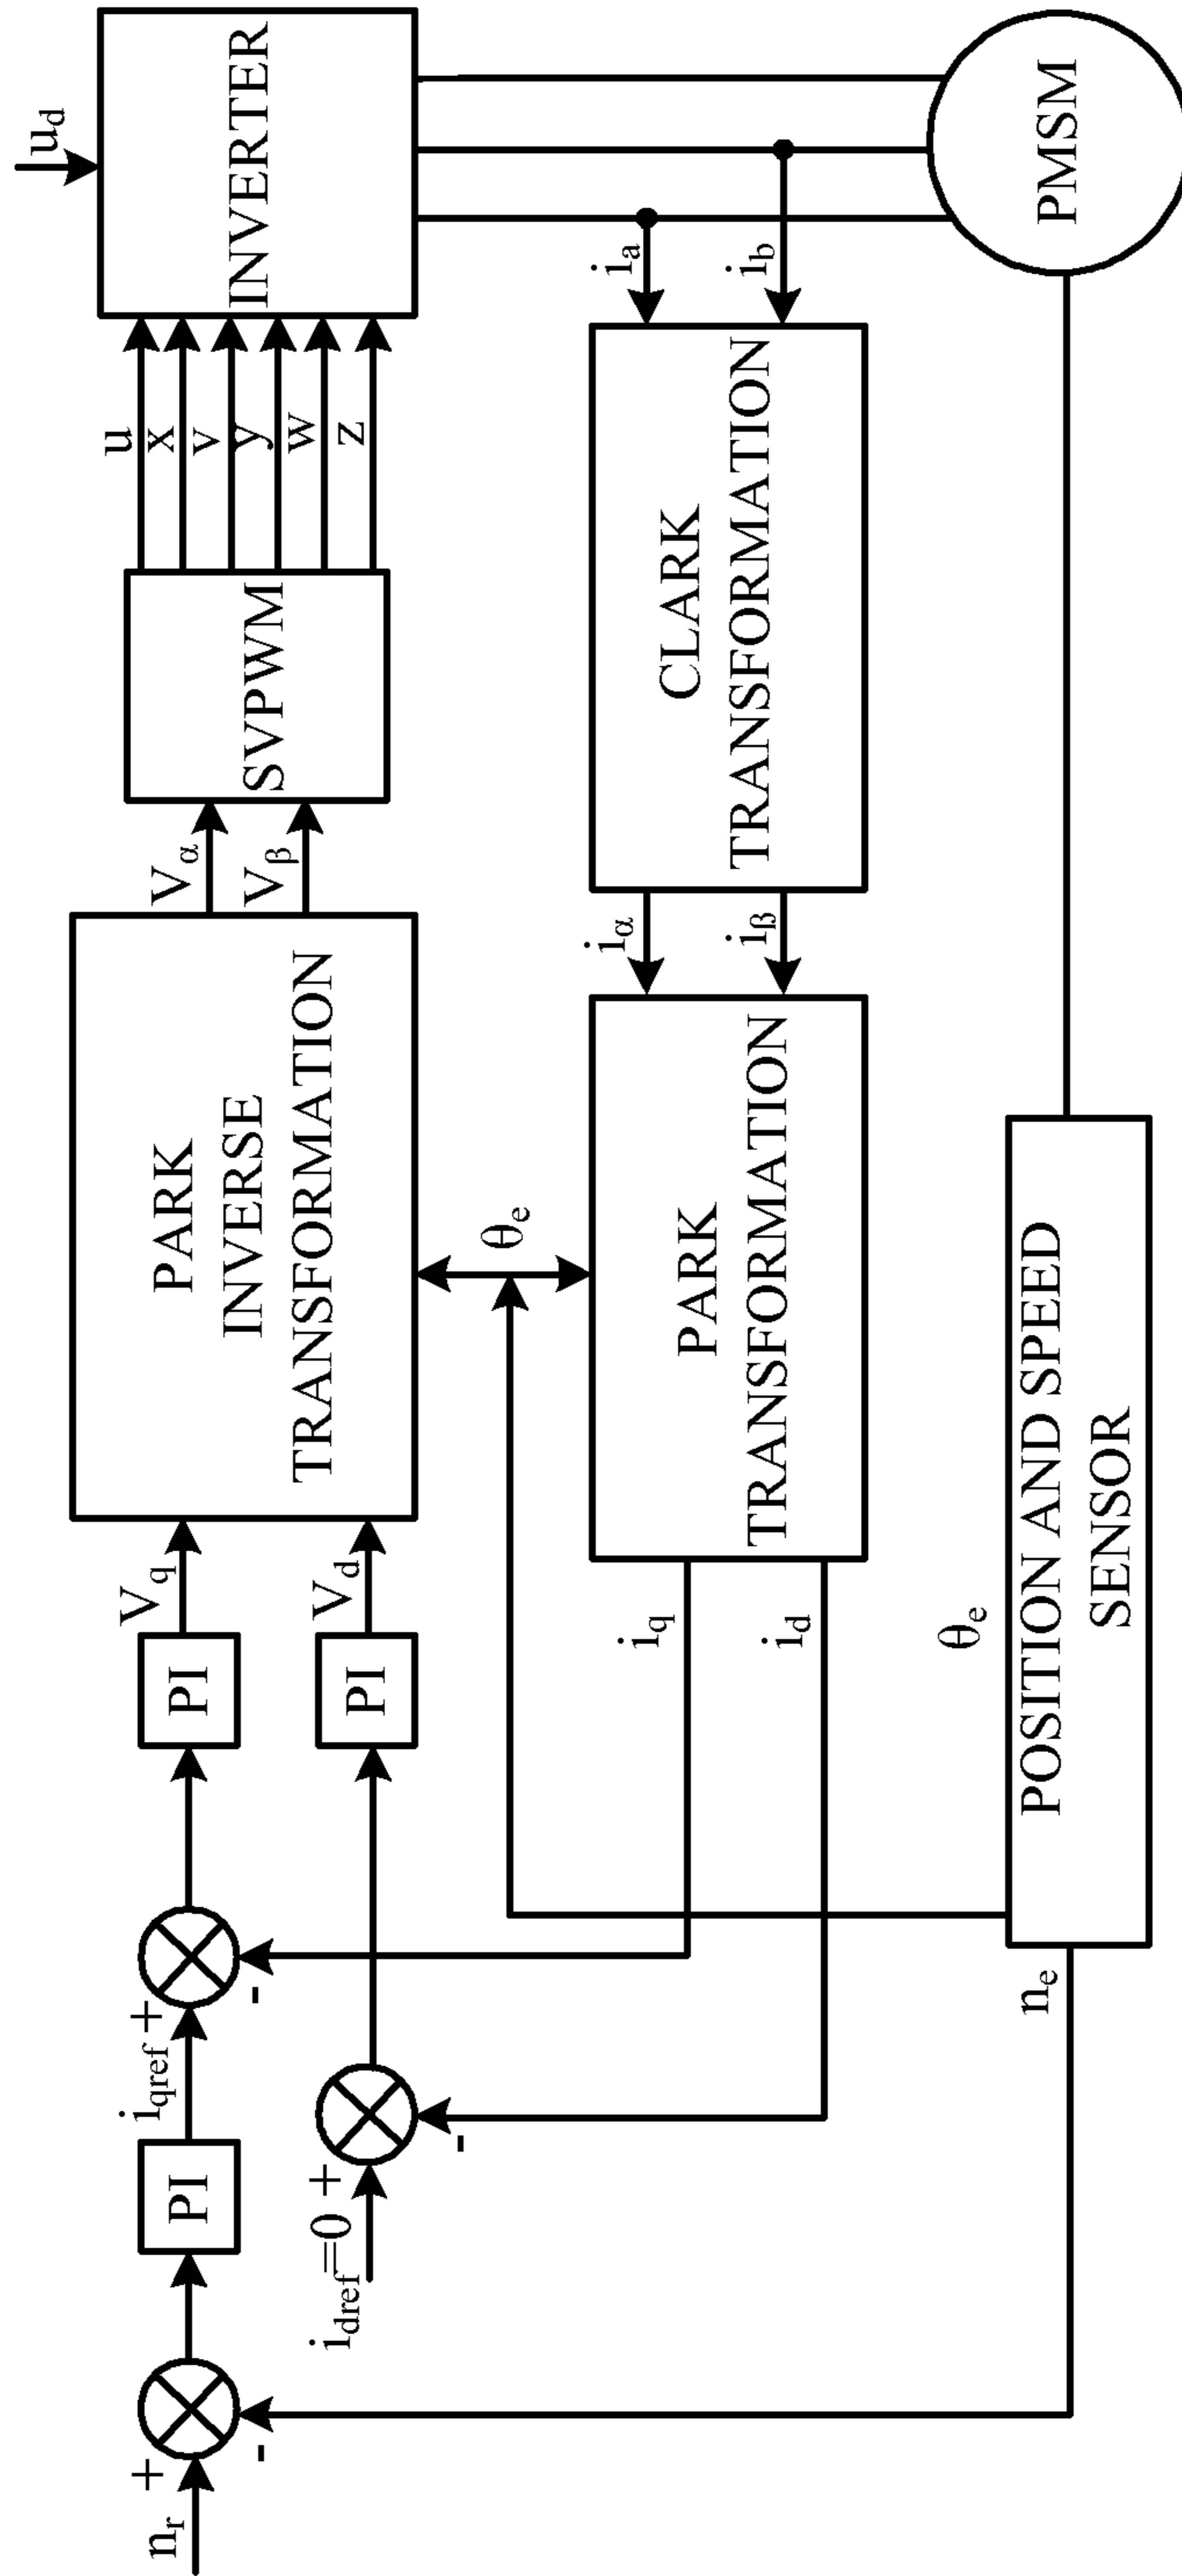 n_r
+
-
PI
i_qref
+
-
PI
V_q
i_dref=0
+
-
PI
V_d
PARK
INVERSE
TRANSFORMATION
V_α
V_β
SVPWM
u
x
v
y
w
z
u_d
INVERTER
θ_e
i_q
i_d
PARK
TRANSFORMATION
i_α
i_β
CLARK
TRANSFORMATION
i_a
i_b
n_e
θ_e
POSITION AND SPEED
SENSOR
PMSM